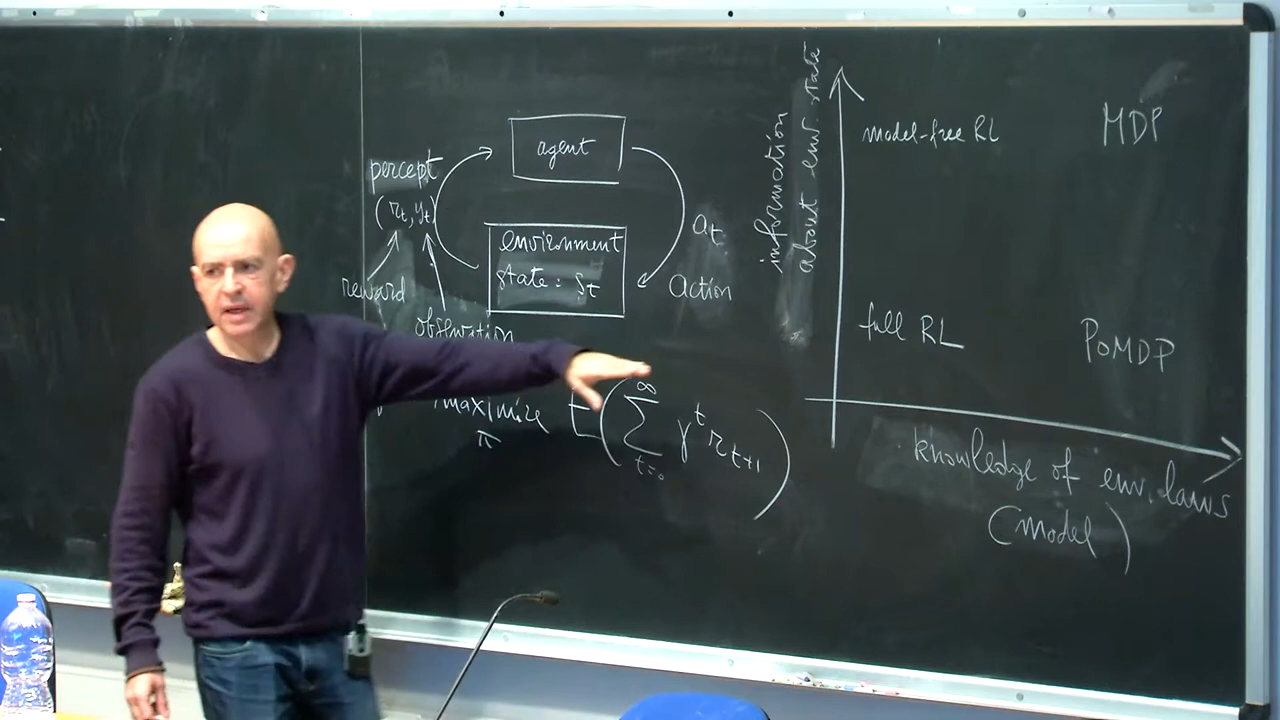 agent
percept
(r_t, y_t)
reward
observation
environment
state: S_t
a_t
Action
maximize
π
E(∑_{t=0}^{∞} γ^t r_{t+1})
information
about env. state
model-free RL
MDP
full RL
POMDP
knowledge of env. laws
(model)